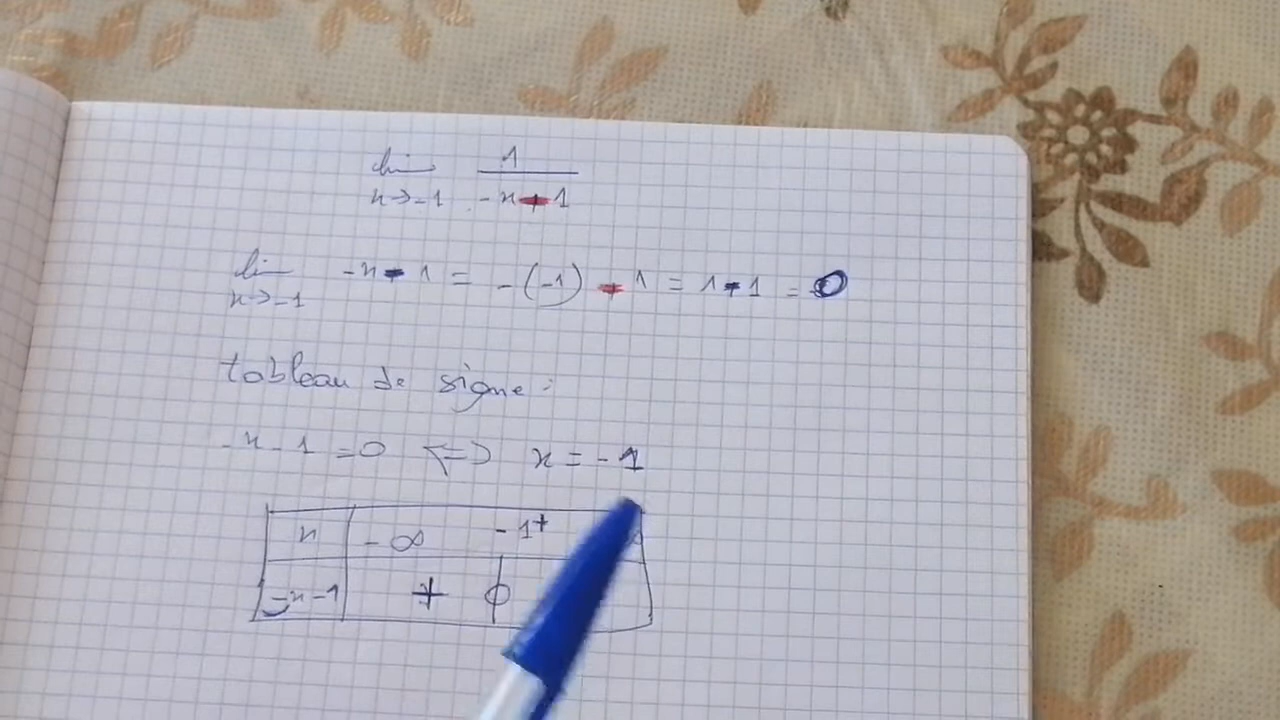 lim 1
x→-1 -x-1
lim -x-1 = -(-1) - 1 = 1-1 = 0
x→-1
tableau de signe :
-x-1 =0 <=> x = -1
x -∞ -1+
-x-1 + 0